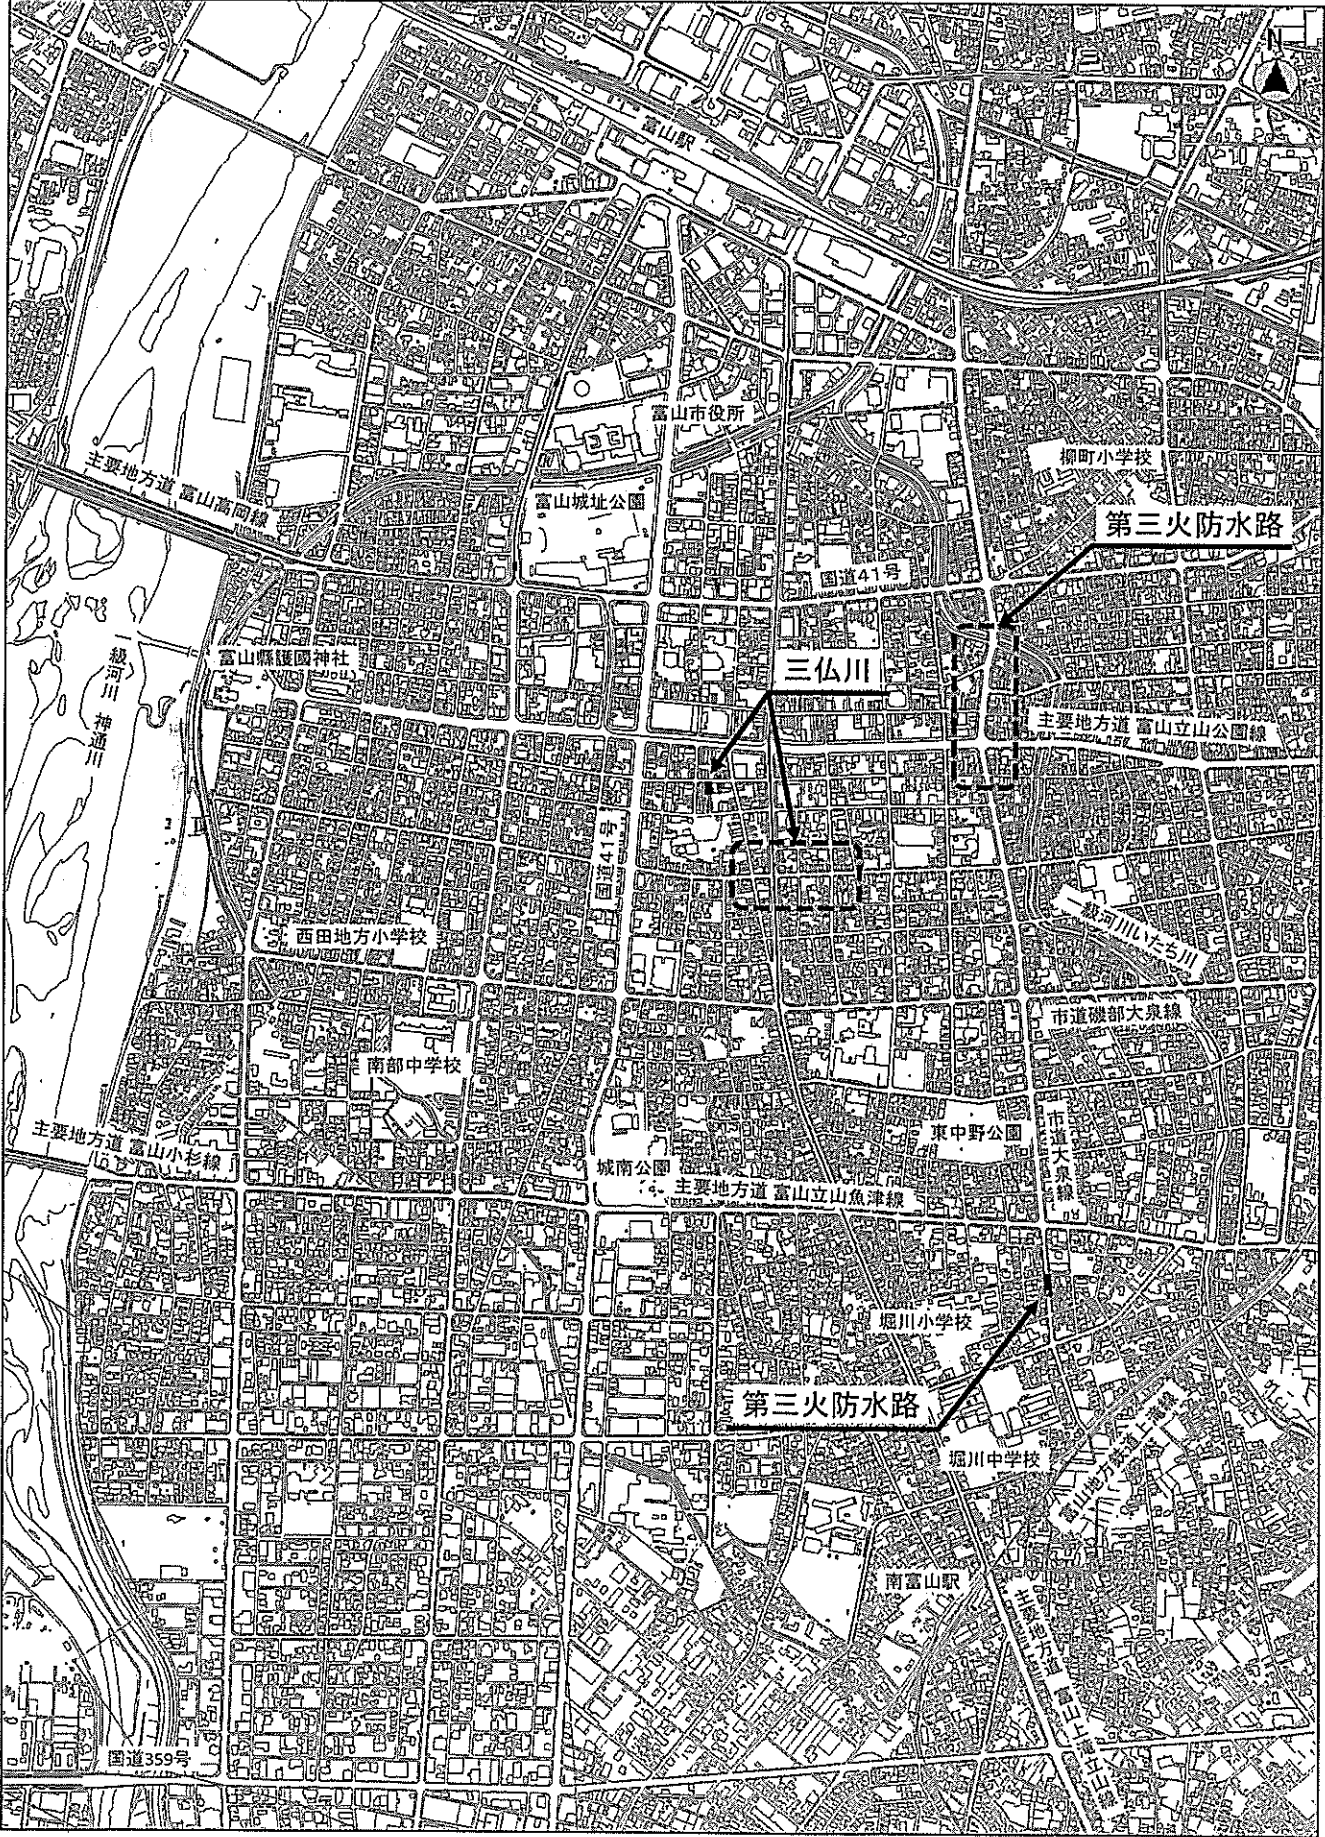 N
富山駅
富山市役所
柳町小学校
主要地方道 富山高岡線
富山城址公園
第三火防水路
国道41号
富山縣護國神社
三仏川
一級河川 神通川
主要地方道 富山立山公園線
国道41号
一級河川いたち川
西田地方小学校
市道磯部大泉線
南部中学校
東中野公園
市道大泉線
主要地方道 富山小杉線
城南公園
主要地方道 富山立山魚津線
堀川小学校
第三火防水路
堀川中学校
富山地方鉄道上滝線
南富山駅
主要地方道 富山上滝立山線
国道359号